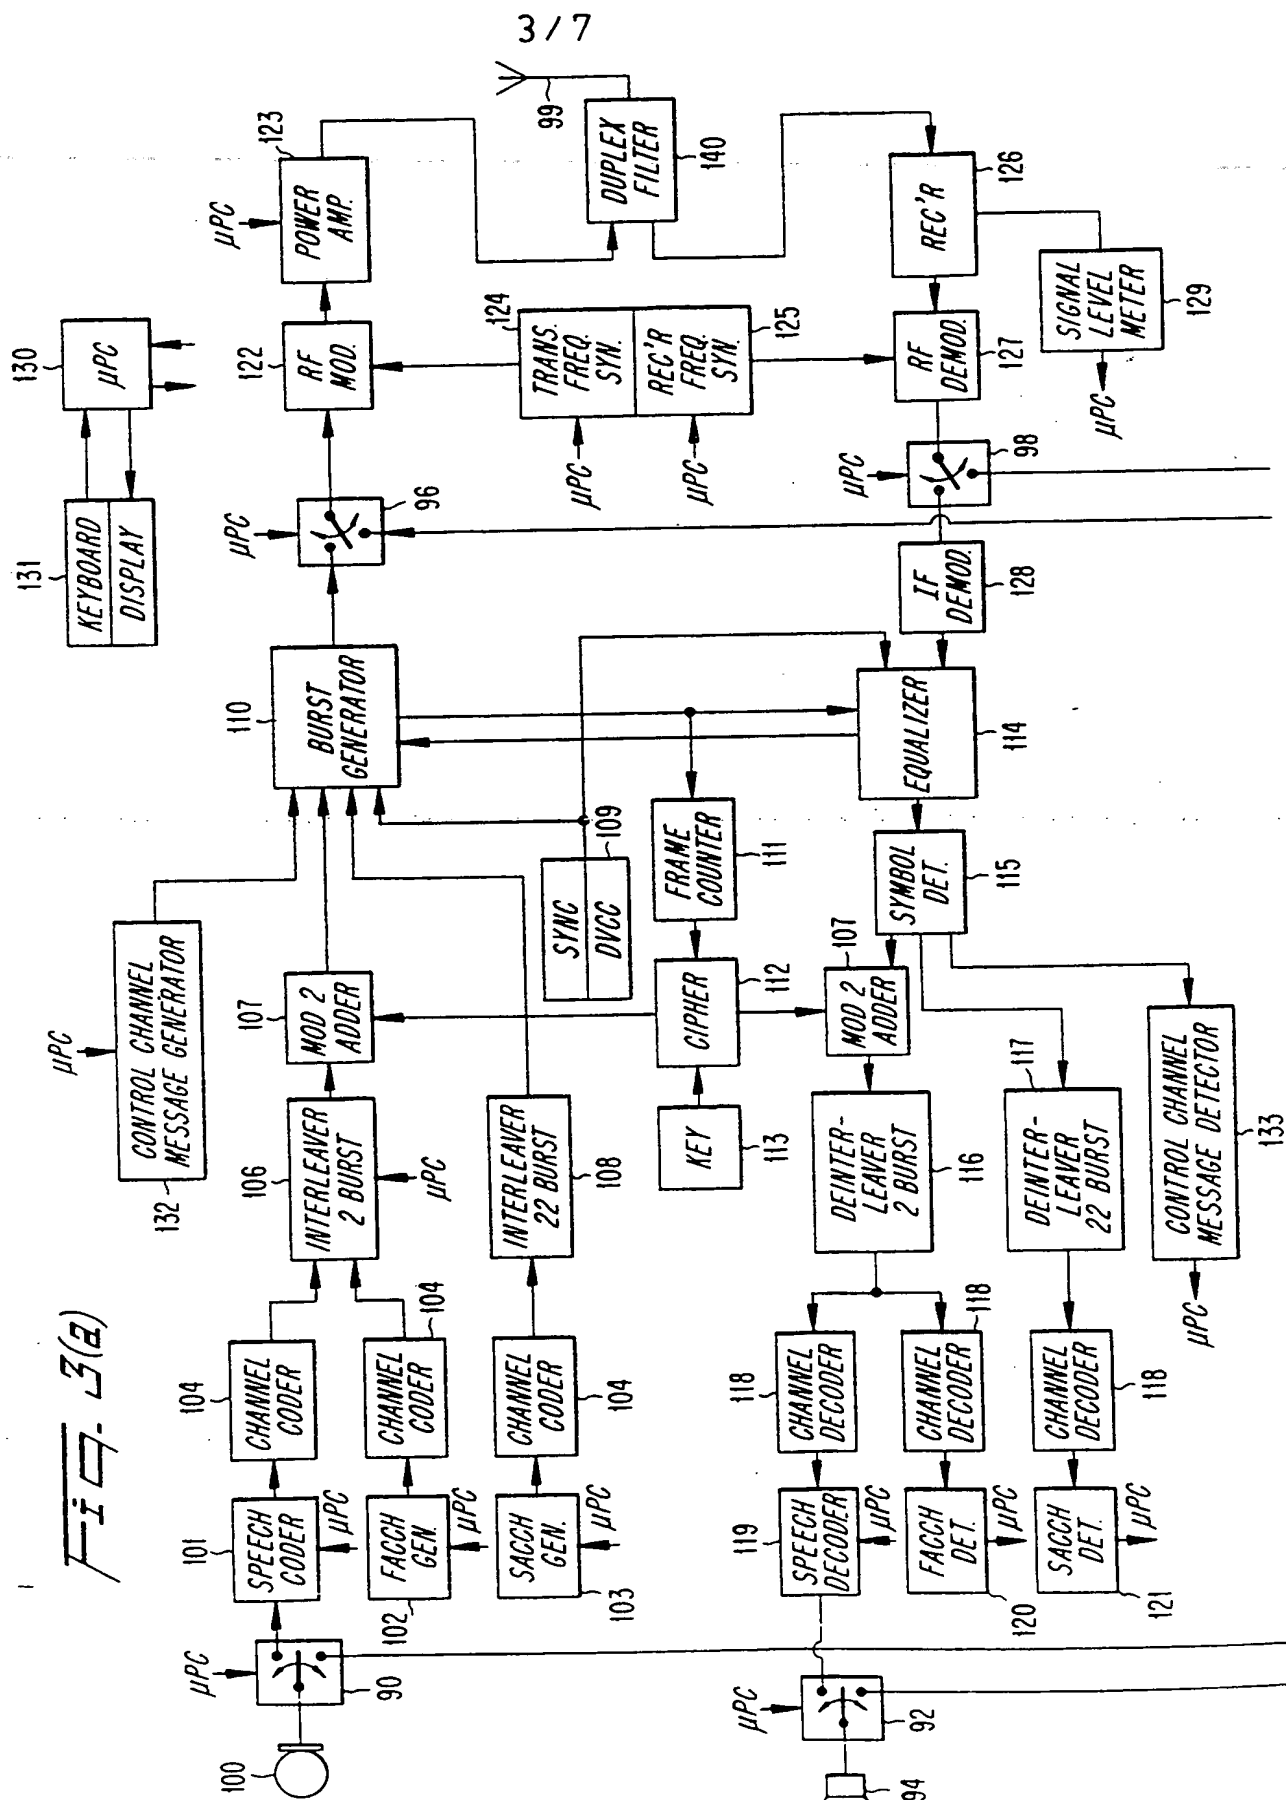 3/7
Fig. 3(a)
KEYBOARD
DISPLAY
131
μPC
130
μPC
CONTROL CHANNEL
MESSAGE GENERATOR
132
100
μPC
90
SPEECH
CODER
101
μPC
CHANNEL
CODER
104
FACCH
GEN.
102
μPC
CHANNEL
CODER
104
SACCH
GEN.
103
μPC
CHANNEL
CODER
104
INTERLEAVER
2 BURST
106
μPC
INTERLEAVER
22 BURST
108
MOD 2
ADDER
107
BURST
GENERATOR
110
μPC
96
RF
MOD.
122
μPC
POWER
AMP.
123
99
DUPLEX
FILTER
140
SYNC
DVCC
109
TRANS.
FREQ.
SYN.
124
REC'R
FREQ.
SYN.
125
μPC
μPC
KEY
113
CIPHER
112
FRAME
COUNTER
111
94
μPC
92
SPEECH
DECODER
119
μPC
CHANNEL
DECODER
118
FACCH
DET.
120
μPC
CHANNEL
DECODER
118
SACCH
DET.
121
μPC
CHANNEL
DECODER
118
DEINTER-
LEAVER
2 BURST
116
DEINTER-
LEAVER
22 BURST
117
MOD 2
ADDER
107
SYMBOL
DET.
115
EQUALIZER
114
IF
DEMOD.
128
μPC
98
RF
DEMOD.
127
REC'R
126
SIGNAL
LEVEL
METER
129
μPC
CONTROL CHANNEL
MESSAGE DETECTOR
133
μPC